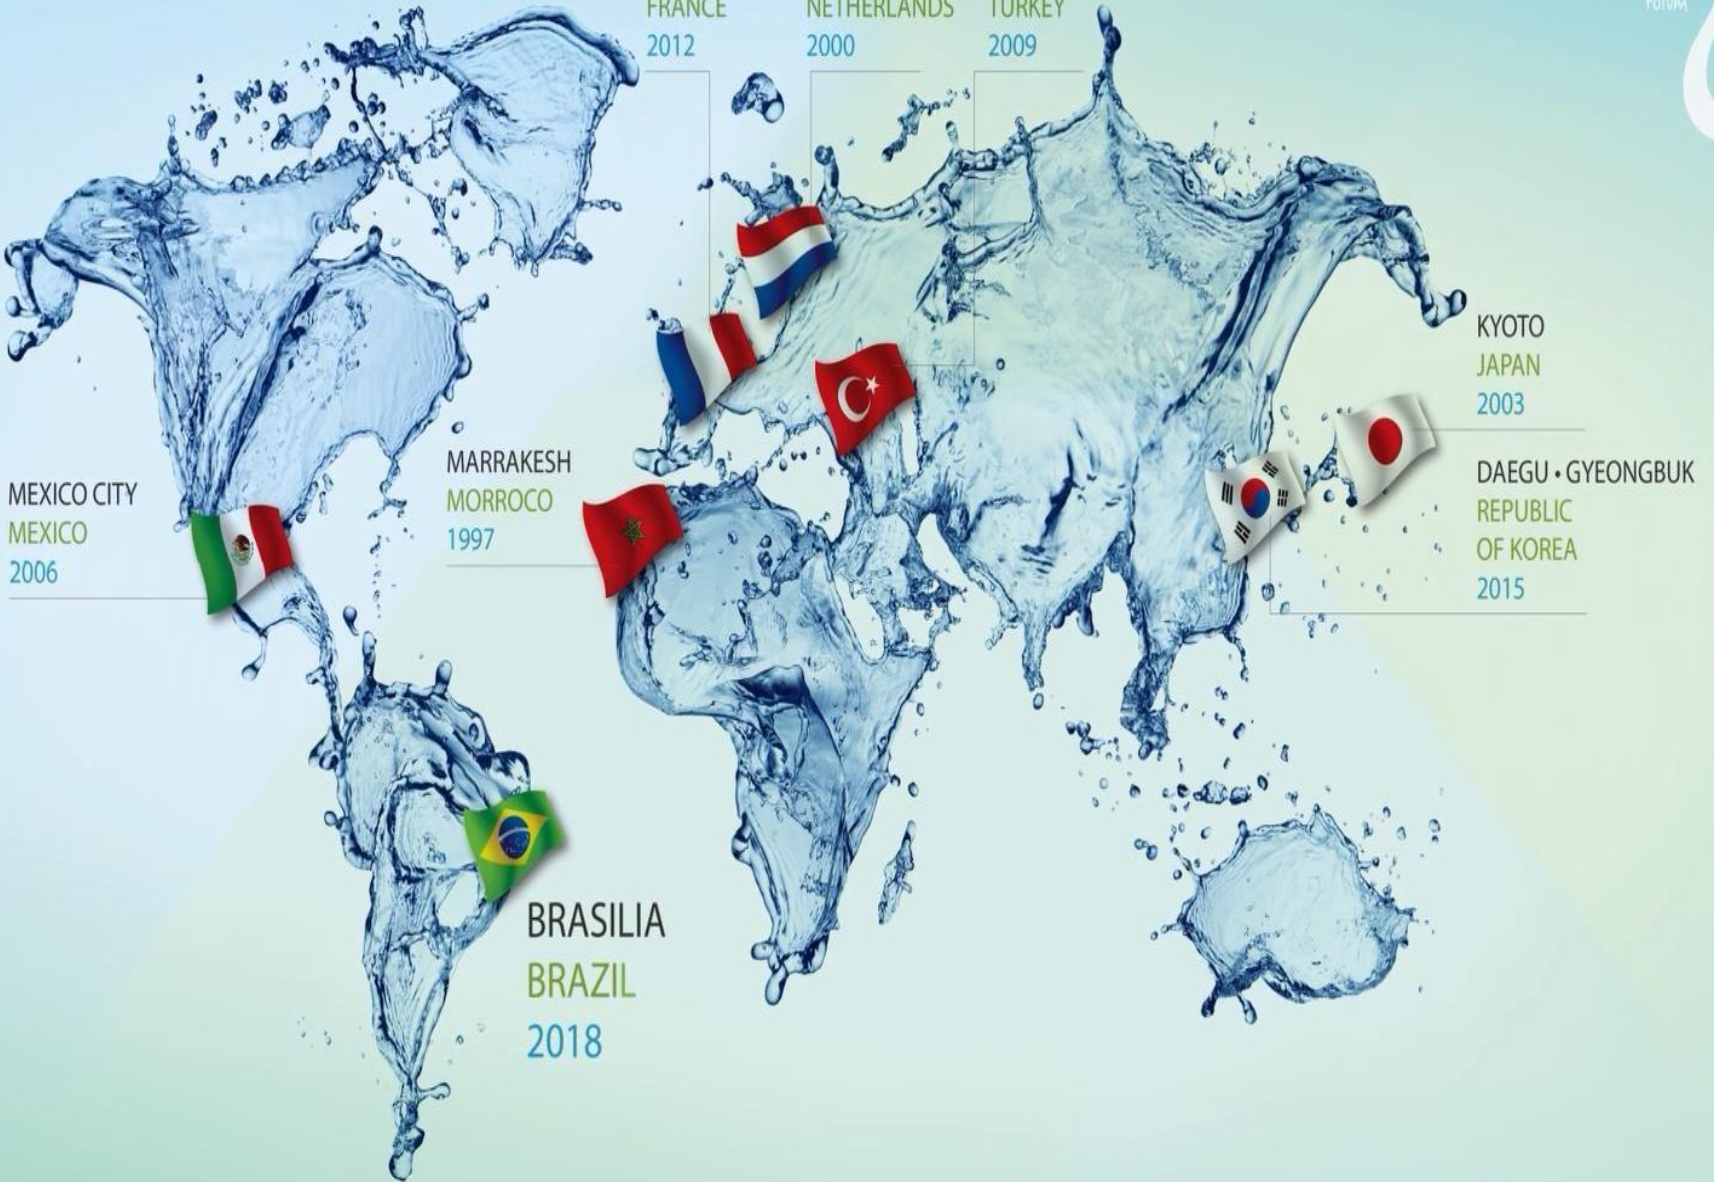 FRANCE
2012
NETHERLANDS
2000
TURKEY
2009
Forum
KYOTO
JAPAN
2003
MARRAKESH
MORROCO
1997
DAEGU • GYEONGBUK
REPUBLIC
OF KOREA
2015
MEXICO CITY
MEXICO
2006
BRASILIA
BRAZIL
2018